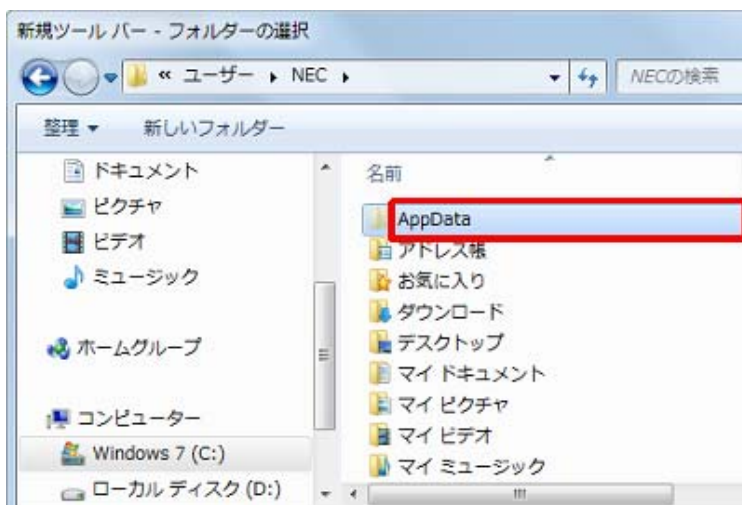 新規ツール バー - フォルダーの選択
« ユーザー ▸ NEC ▸
NECの検索
整理 ▼ 新しいフォルダー
ドキュメント
ピクチャ
ビデオ
ミュージック
ホームグループ
コンピューター
Windows 7 (C:)
ローカル ディスク (D:)
名前
AppData
アドレス帳
お気に入り
ダウンロード
デスクトップ
マイ ドキュメント
マイ ピクチャ
マイ ビデオ
マイ ミュージック